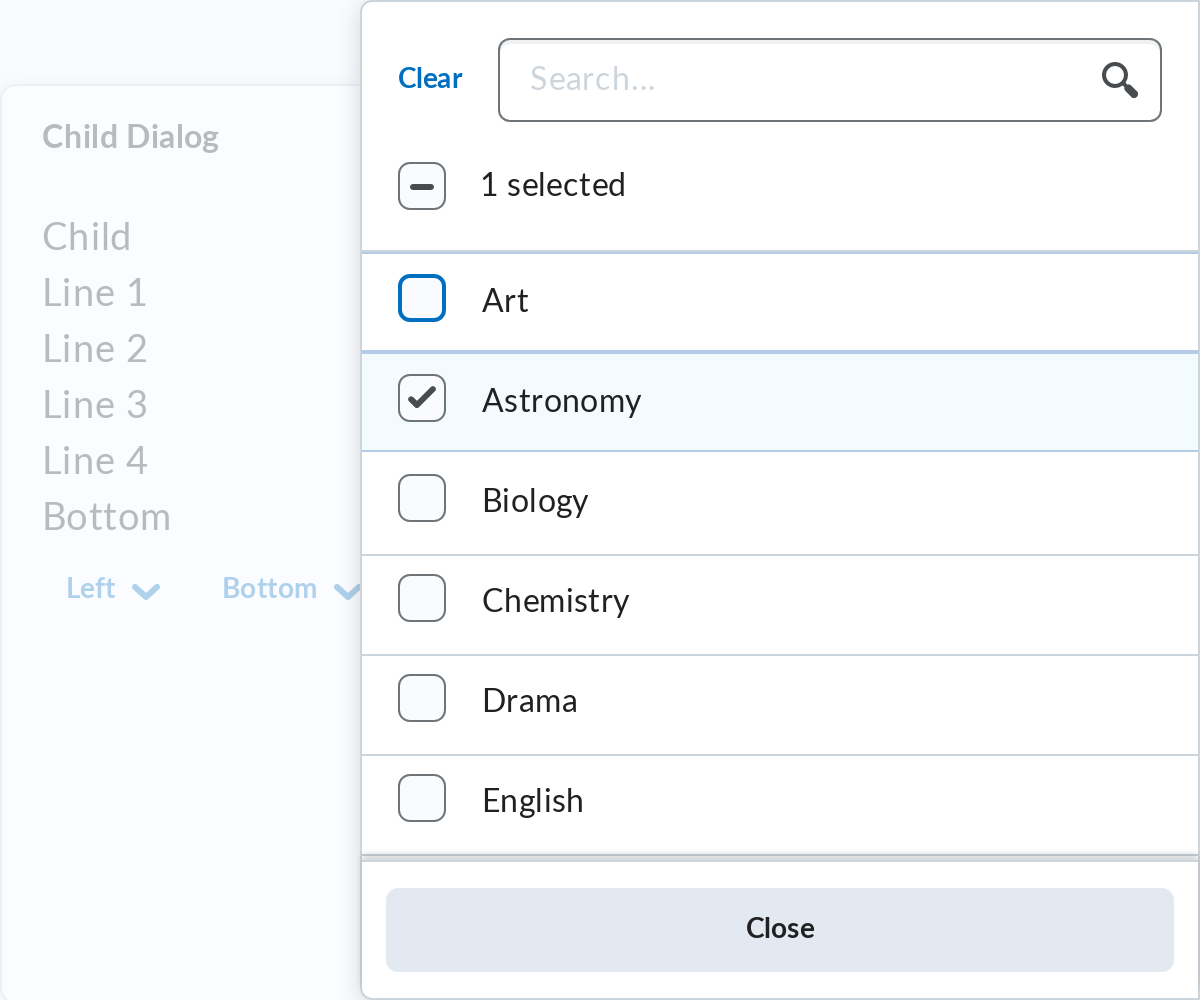 Clear
Search...
1 selected
Art
Astronomy
Biology
Chemistry
Drama
English
Close
Child Dialog
Child
Line 1
Line 2
Line 3
Line 4
Bottom
Left
Bottom